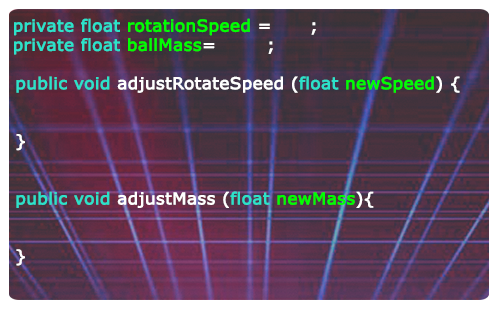 private float rotationSpeed =      ;
private float ballMass=      ;
public void adjustRotateSpeed (float newSpeed) {
}
public void adjustMass (float newMass){
}